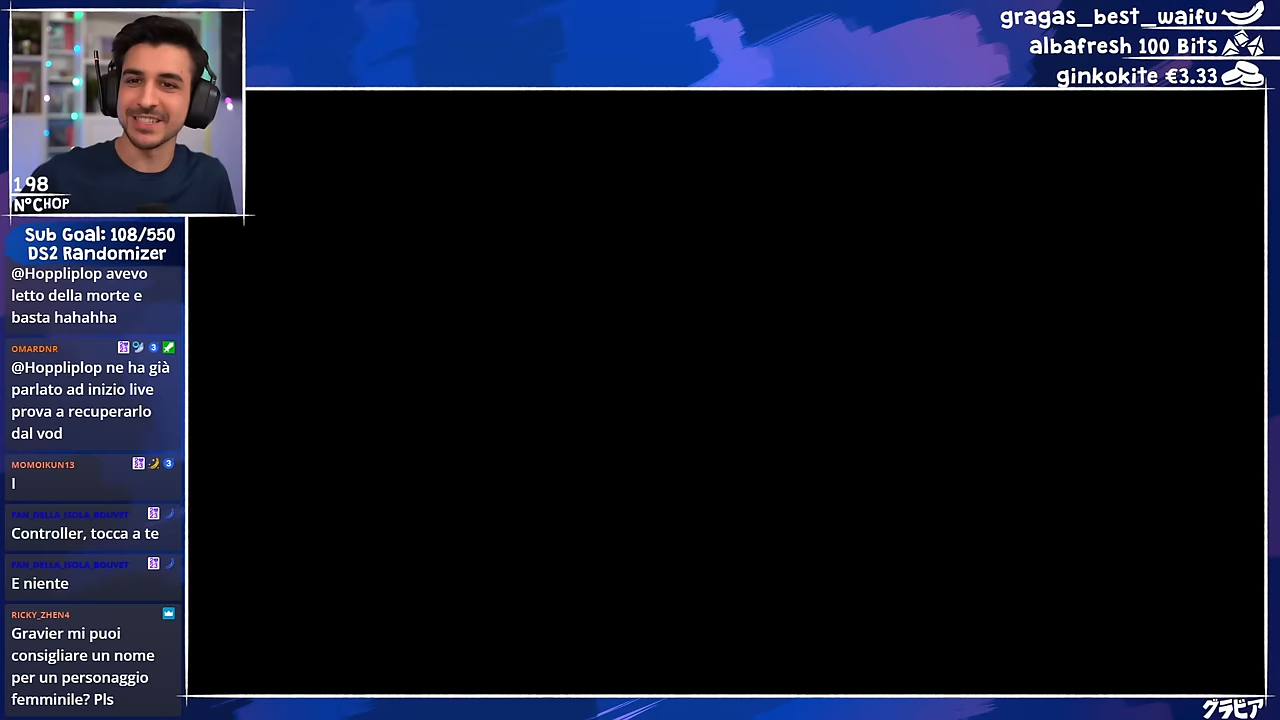 gragas_best_waifu
albafresh 100 Bits
ginkokite €3.33
198
N°CHOP
Sub Goal: 108/550
DS2 Randomizer
@Hoppliplop avevo
letto della morte e
basta hahahha
OMARDNR
@Hoppliplop ne ha già
parlato ad inizio live
prova a recuperarlo
dal vod
MOMOIKUN13
I
FAN_DELLA_ISOLA_BOUVET
Controller, tocca a te
FAN_DELLA_ISOLA_BOUVET
E niente
RICKY_ZHEN4
Gravier mi puoi
consigliare un nome
per un personaggio
femminile? Pls
グラビア